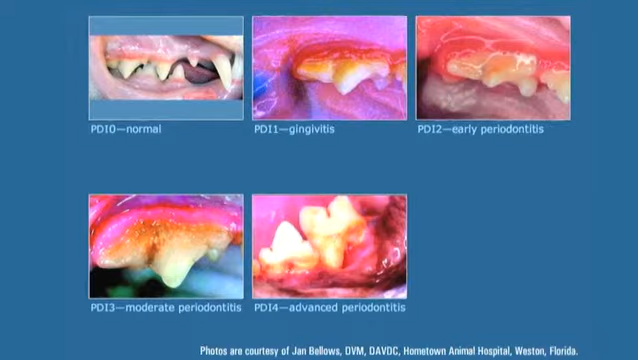 PDI0—normal
PDI1—gingivitis
PDI2—early periodontitis
PDI3—moderate periodontitis
PDI4—advanced periodontitis
Photos are courtesy of Jan Bellows, DVM, DAVDC, Hometown Animal Hospital, Weston, Florida.